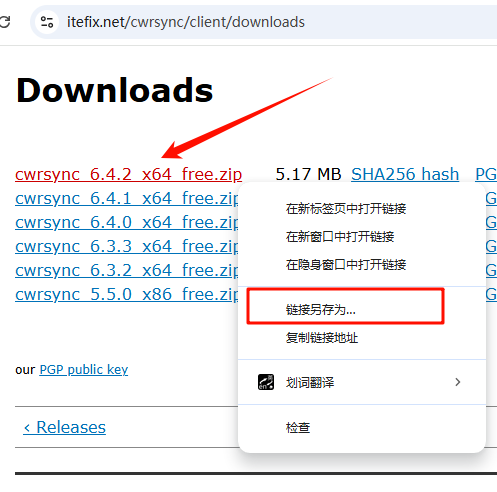 itefix.net/cwrsync/client/downloads
Downloads
cwrsync_6.4.2_x64_free.zip 5.17 MB SHA256 hash PG
cwrsync_6.4.1_x64_free.zip G
cwrsync_6.4.0_x64_free.zip G
cwrsync_6.3.3_x64_free.zip G
cwrsync_6.3.2_x64_free.zip G
cwrsync_5.5.0_x86_free.zip G
在新标签页中打开链接
在新窗口中打开链接
在隐身窗口中打开链接
链接另存为...
复制链接地址
划词翻译
检查
our PGP public key
‹ Releases